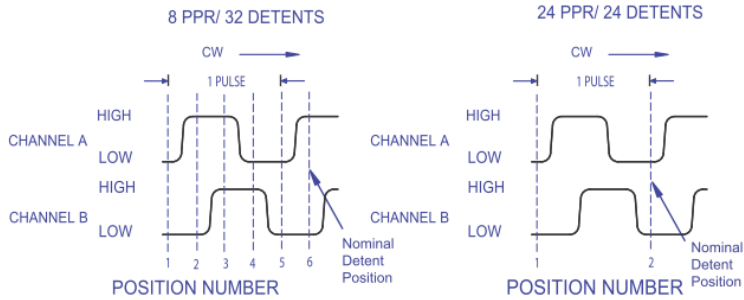 8 PPR/ 32 DETENTS
CW
1 PULSE
HIGH
CHANNEL A
LOW
HIGH
CHANNEL B
LOW
1 2 3 4 5 6
Nominal
Detent
Position
POSITION NUMBER
24 PPR/ 24 DETENTS
CW
1 PULSE
HIGH
CHANNEL A
LOW
HIGH
CHANNEL B
LOW
1 2
Nominal
Detent
Position
POSITION NUMBER